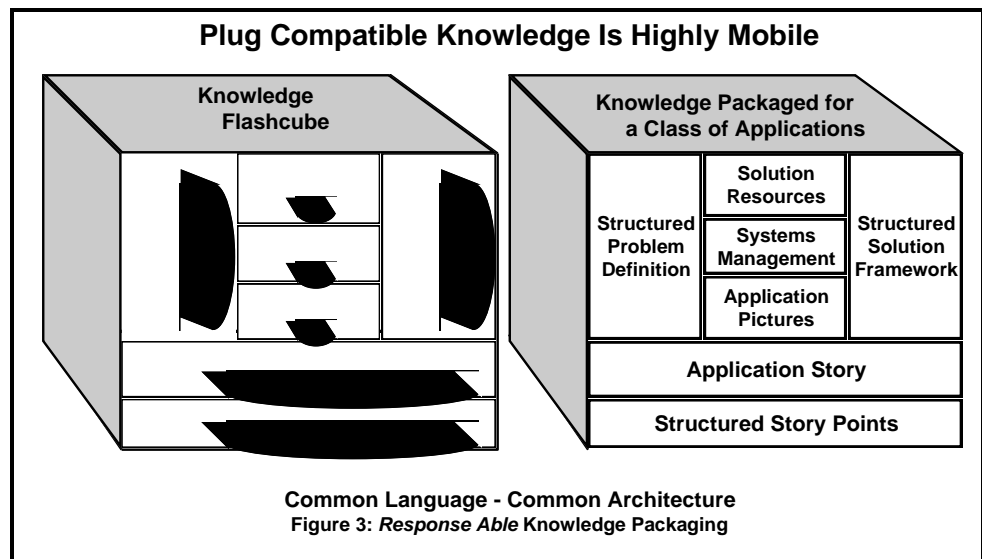 Plug Compatible Knowledge Is Highly Mobile
Knowledge
Flashcube
Knowledge Packaged for
a Class of Applications
Structured
Problem
Definition
Solution
Resources
Systems
Management
Application
Pictures
Structured
Solution
Framework
Application Story
Structured Story Points
Common Language - Common Architecture
Figure 3: Response Able Knowledge Packaging